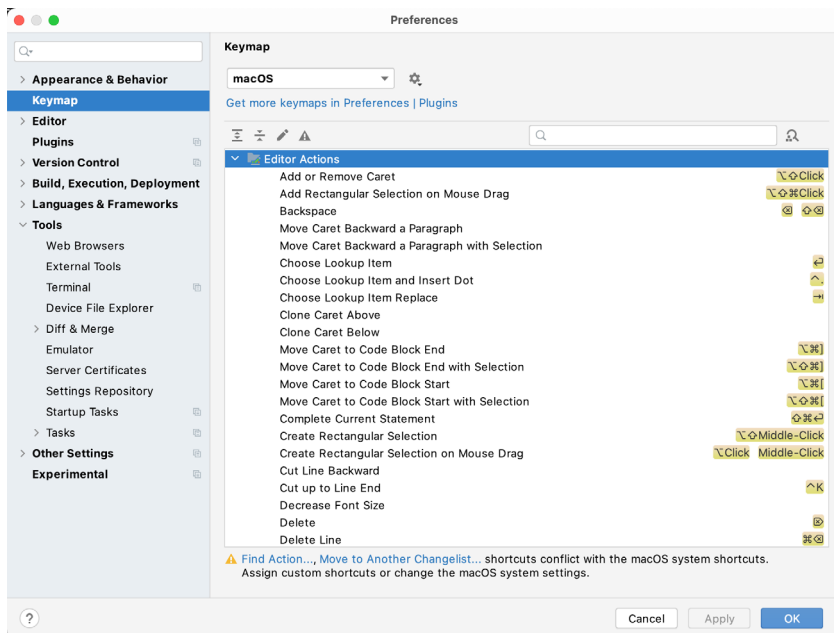 Preferences
Appearance & Behavior
Keymap
Editor
Plugins
Version Control
Build, Execution, Deployment
Languages & Frameworks
Tools
Web Browsers
External Tools
Terminal
Device File Explorer
Diff & Merge
Emulator
Server Certificates
Settings Repository
Startup Tasks
Tasks
Other Settings
Experimental
Keymap
macOS
Get more keymaps in Preferences | Plugins
Editor Actions
Add or Remove Caret ⌥⇧Click
Add Rectangular Selection on Mouse Drag ⌥⇧⌘Click
Backspace ⌫ ⇧⌫
Move Caret Backward a Paragraph
Move Caret Backward a Paragraph with Selection
Choose Lookup Item ↩
Choose Lookup Item and Insert Dot ^.
Choose Lookup Item Replace ⇥
Clone Caret Above
Clone Caret Below
Move Caret to Code Block End ⌥⌘]
Move Caret to Code Block End with Selection ⌥⇧⌘]
Move Caret to Code Block Start ⌥⌘[
Move Caret to Code Block Start with Selection ⌥⇧⌘[
Complete Current Statement ⇧⌘↩
Create Rectangular Selection ⌥⇧Middle-Click
Create Rectangular Selection on Mouse Drag ⌥Click Middle-Click
Cut Line Backward
Cut up to Line End ^K
Decrease Font Size
Delete ⌦
Delete Line ⌘⌫
Find Action..., Move to Another Changelist... shortcuts conflict with the macOS system shortcuts.
Assign custom shortcuts or change the macOS system settings.
?
Cancel
Apply
OK